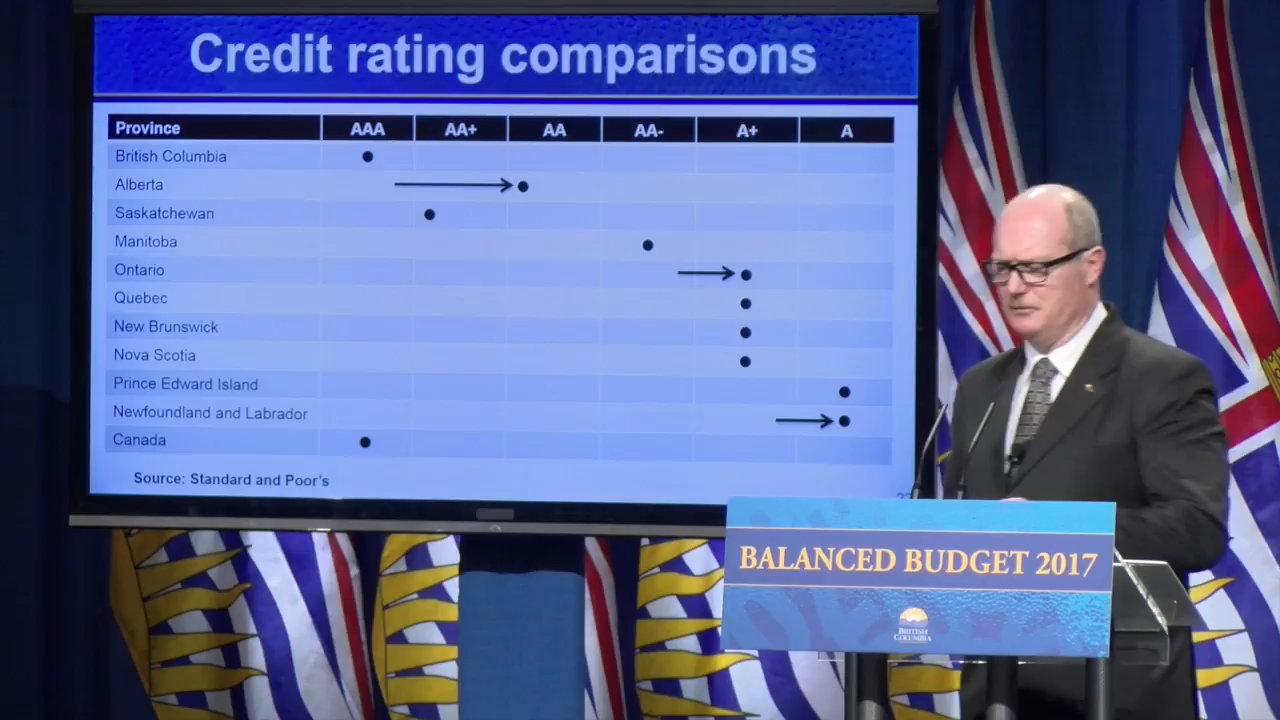 Credit rating comparisons
Province AAA AA+ AA AA- A+ A
British Columbia
Alberta
Saskatchewan
Manitoba
Ontario
Quebec
New Brunswick
Nova Scotia
Prince Edward Island
Newfoundland and Labrador
Canada
Source: Standard and Poor's
BALANCED BUDGET 2017
BRITISH
COLUMBIA